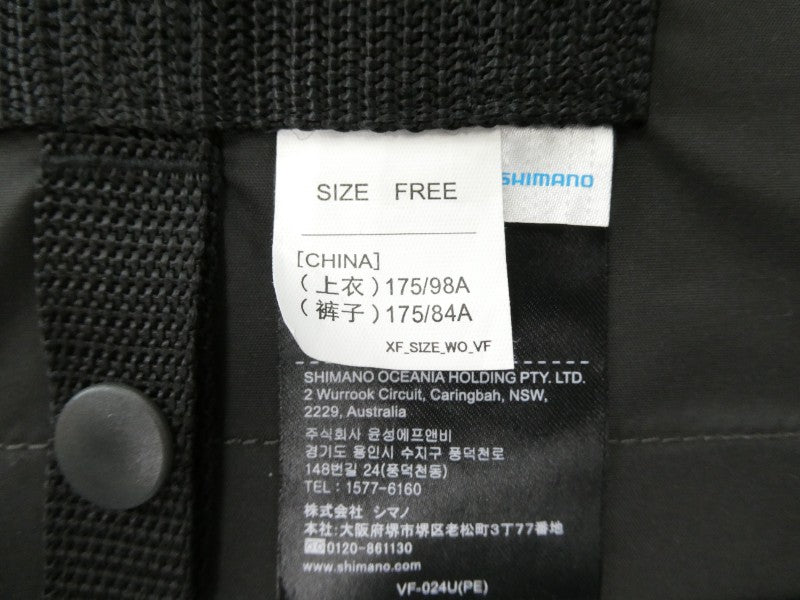 SIZE FREE
SHIMANO
[CHINA]
(上衣) 175/98A
(裤子) 175/84A
XF_SIZE_WO_VF
SHIMANO OCEANIA HOLDING PTY. LTD.
2 Wurrook Circuit, Caringbah, NSW,
2229, Australia
주식회사 윤성에프앤비
경기도 용인시 수지구 풍덕천로
148번길 24(풍덕천동)
TEL : 1577-6160
株式会社 シマノ
本社:大阪府堺市堺区老松町3丁77番地
0120-861130
www.shimano.com
VF-024U(PE)